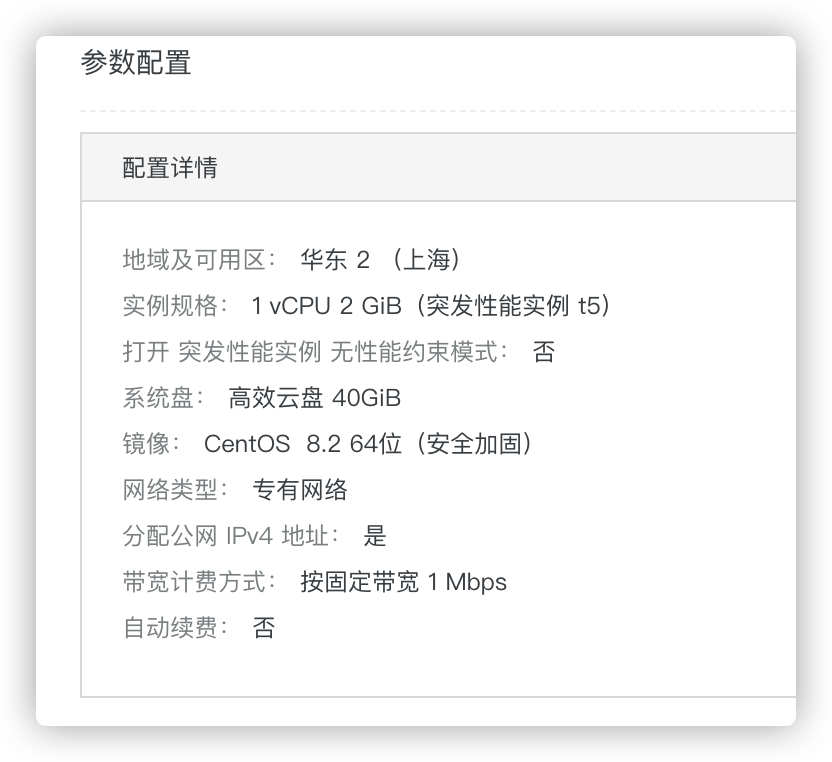 参数配置
配置详情
地域及可用区： 华东 2 （上海）
实例规格： 1 vCPU 2 GiB（突发性能实例 t5）
打开 突发性能实例 无性能约束模式： 否
系统盘： 高效云盘 40GiB
镜像： CentOS 8.2 64位（安全加固）
网络类型： 专有网络
分配公网 IPv4 地址： 是
带宽计费方式： 按固定带宽 1 Mbps
自动续费： 否